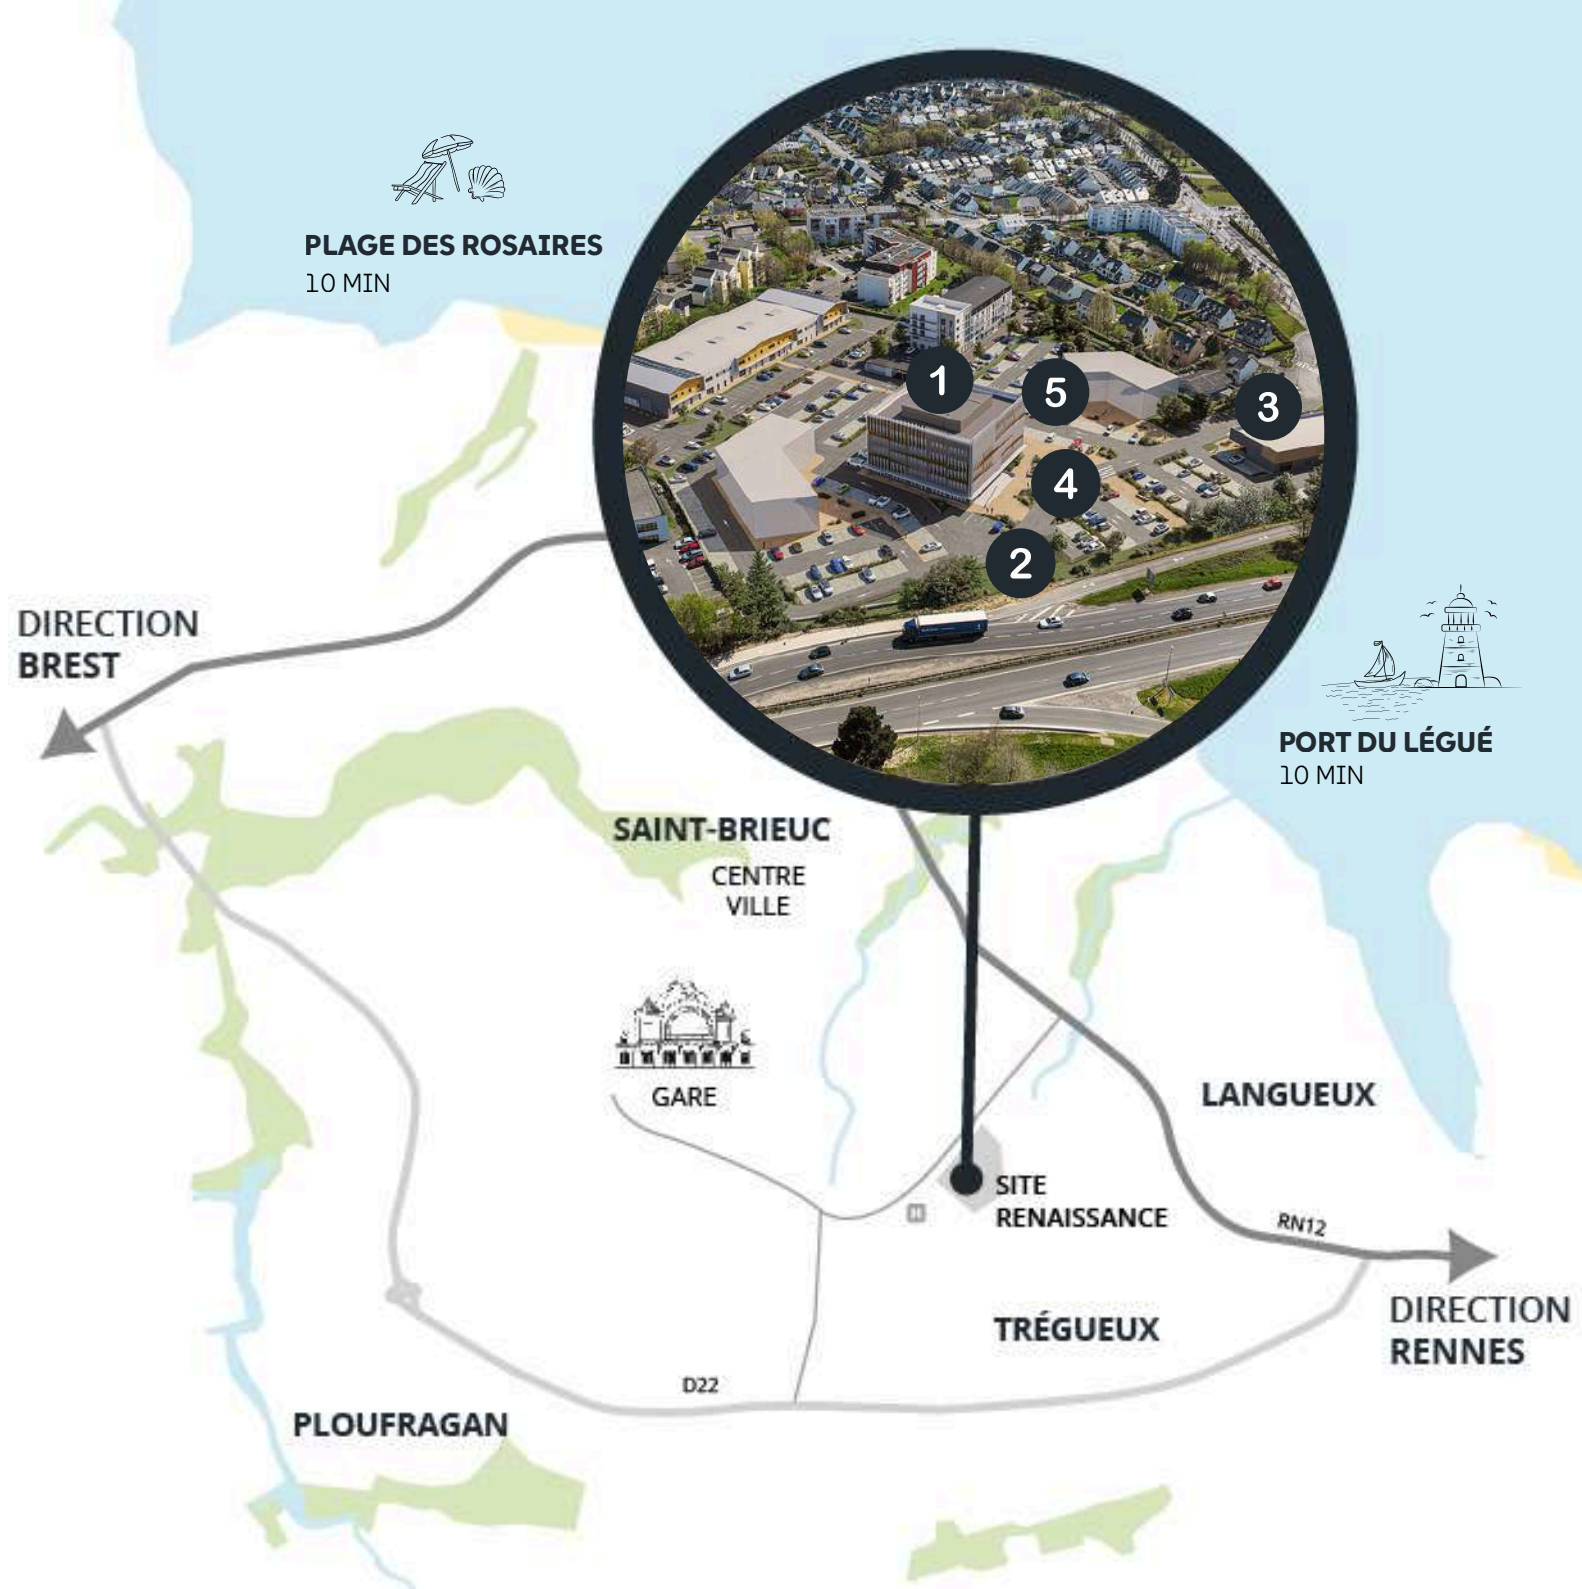 PLAGE DES ROSAIRES
10 MIN
1
5
3
4
2
DIRECTION
BREST
PORT DU LÉGUÉ
10 MIN
SAINT-BRIEUC
CENTRE
VILLE
GARE
LANGUEUX
SITE
RENAISSANCE
H
RN12
DIRECTION
RENNES
TRÉGUEUX
D22
PLOUFRAGAN